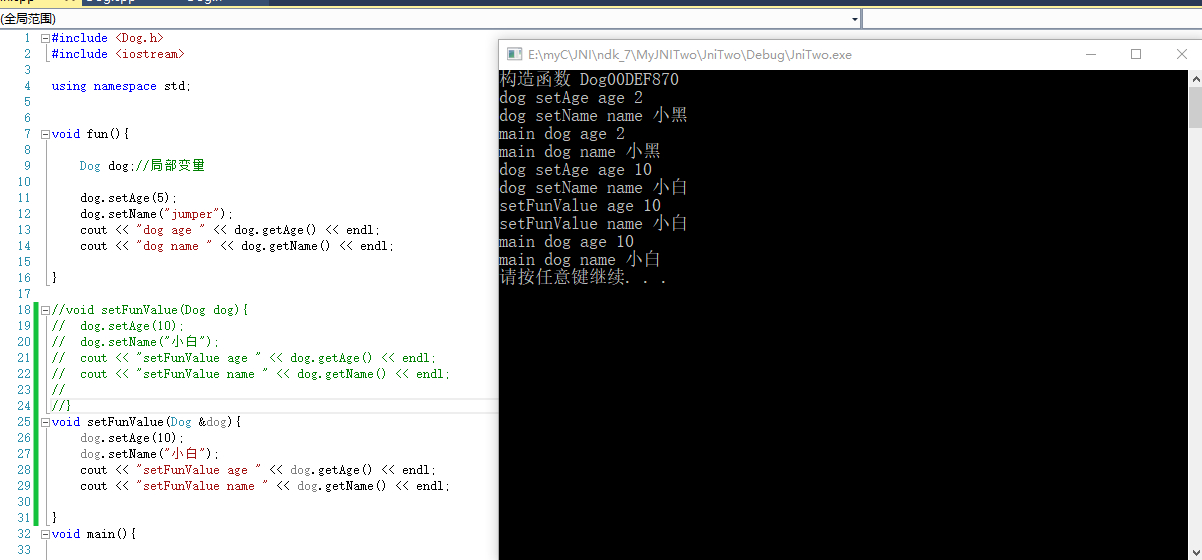 (全局范围)
1 #include <Dog.h>
2 #include <iostream>
3
4 using namespace std;
5
6
7 void fun(){
8
9 Dog dog;//局部变量
10
11 dog.setAge(5);
12 dog.setName("jumper");
13 cout << "dog age " << dog.getAge() << endl;
14 cout << "dog name " << dog.getName() << endl;
15
16 }
17
18 //void setFunValue(Dog dog){
19 // dog.setAge(10);
20 // dog.setName("小白");
21 // cout << "setFunValue age " << dog.getAge() << endl;
22 // cout << "setFunValue name " << dog.getName() << endl;
23 //
24 //}
25 void setFunValue(Dog &dog){
26 dog.setAge(10);
27 dog.setName("小白");
28 cout << "setFunValue age " << dog.getAge() << endl;
29 cout << "setFunValue name " << dog.getName() << endl;
30
31 }
32 void main(){
33
E:\myC\JNI\ndk_7\MyJNITwo\JniTwo\Debug\JniTwo.exe
构造函数 Dog00DEF870
dog setAge age 2
dog setName name 小黑
main dog age 2
main dog name 小黑
dog setAge age 10
dog setName name 小白
setFunValue age 10
setFunValue name 小白
main dog age 10
main dog name 小白
请按任意键继续. . .